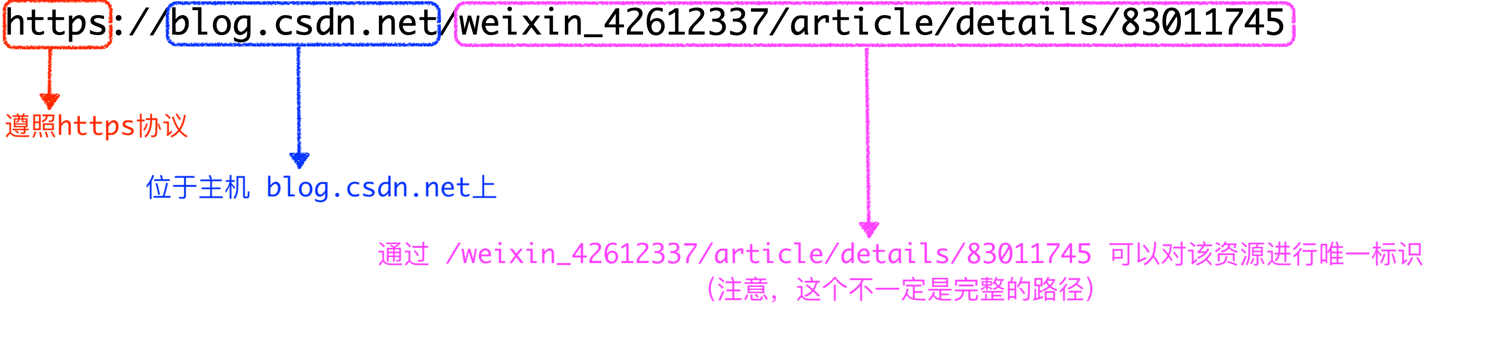 https://blog.csdn.net/weixin_42612337/article/details/83011745
遵照https协议
位于主机 blog.csdn.net上
通过 /weixin_42612337/article/details/83011745 可以对该资源进行唯一标识
（注意，这个不一定是完整的路径）